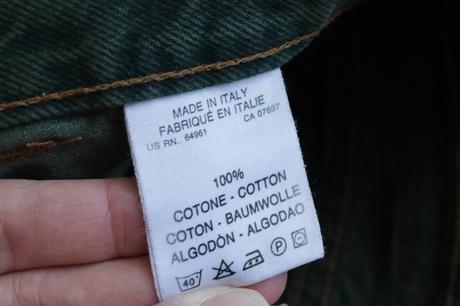 MADE IN ITALY
FABRIQUÉ EN ITALIE
US RN.. 64961 CA 07697
100%
COTONE - COTTON
COTON - BAUMWOLLE
ALGODÓN - ALGODAO
40° P